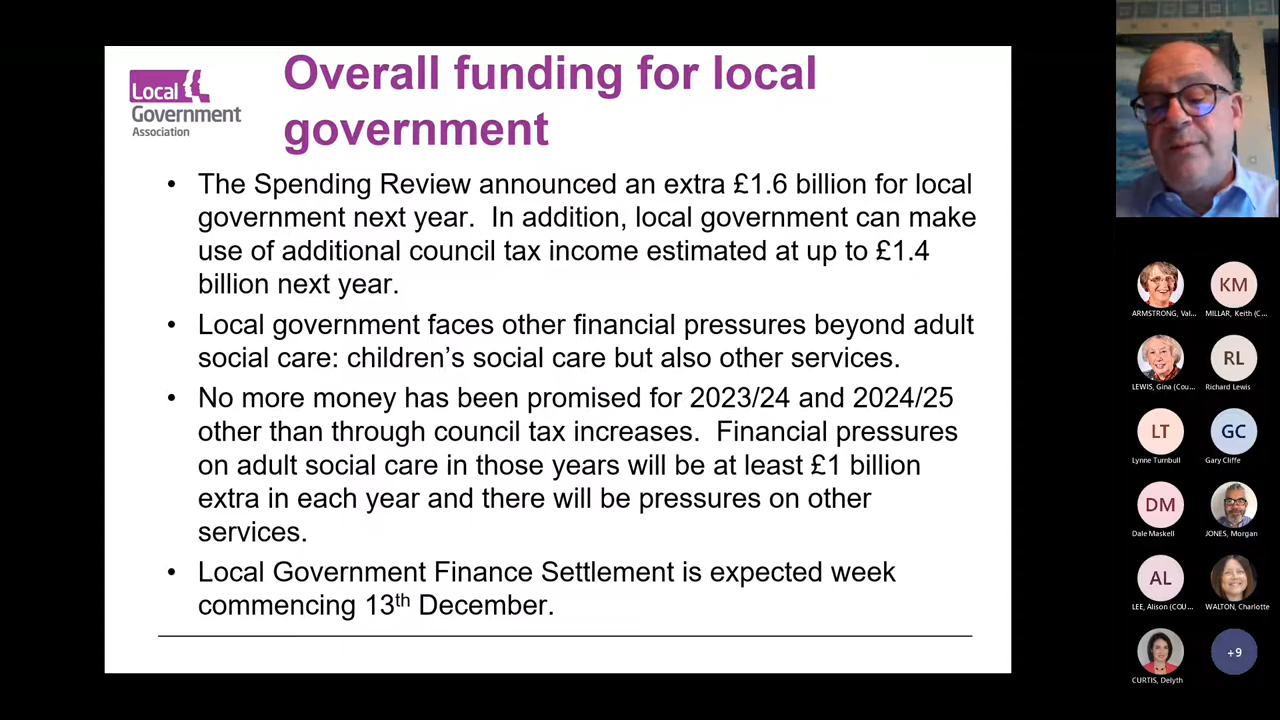 Local
Government
Association
Overall funding for local
government
• The Spending Review announced an extra £1.6 billion for local
government next year.  In addition, local government can make
use of additional council tax income estimated at up to £1.4
billion next year.
• Local government faces other financial pressures beyond adult
social care: children’s social care but also other services.
• No more money has been promised for 2023/24 and 2024/25
other than through council tax increases.  Financial pressures
on adult social care in those years will be at least £1 billion
extra in each year and there will be pressures on other
services.
• Local Government Finance Settlement is expected week
commencing 13th December.
KM
ARMSTRONG, Val... MILLAR, Keith (C...
RL
LEWIS, Gina (Cou... Richard Lewis
LT GC
Lynne Turnbull Gary Cliffe
DM
Dale Maskell JONES, Morgan
AL
LEE, Alison (COU... WALTON, Charlotte
+9
CURTIS, Delyth